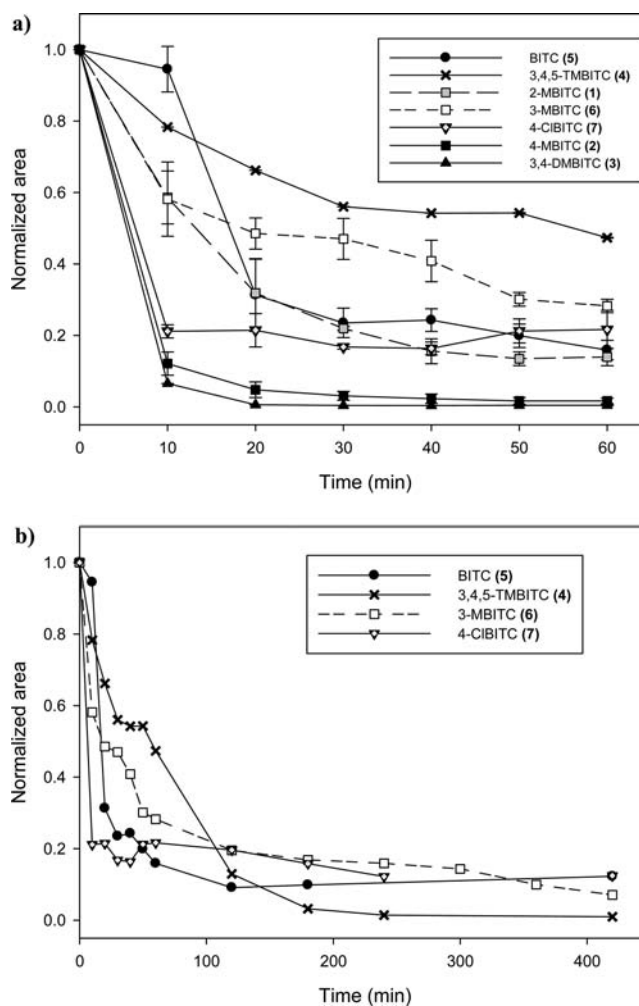 a)
1.0
0.8
0.6
0.4
0.2
0.0
Normalized area
BITC (5)
3,4,5-TMBITC (4)
2-MBITC (1)
3-MBITC (6)
4-ClBITC (7)
4-MBITC (2)
3,4-DMBITC (3)
0 10 20 30 40 50 60
Time (min)
b)
1.0
0.8
0.6
0.4
0.2
0.0
Normalized area
BITC (5)
3,4,5-TMBITC (4)
3-MBITC (6)
4-ClBITC (7)
0 100 200 300 400
Time (min)